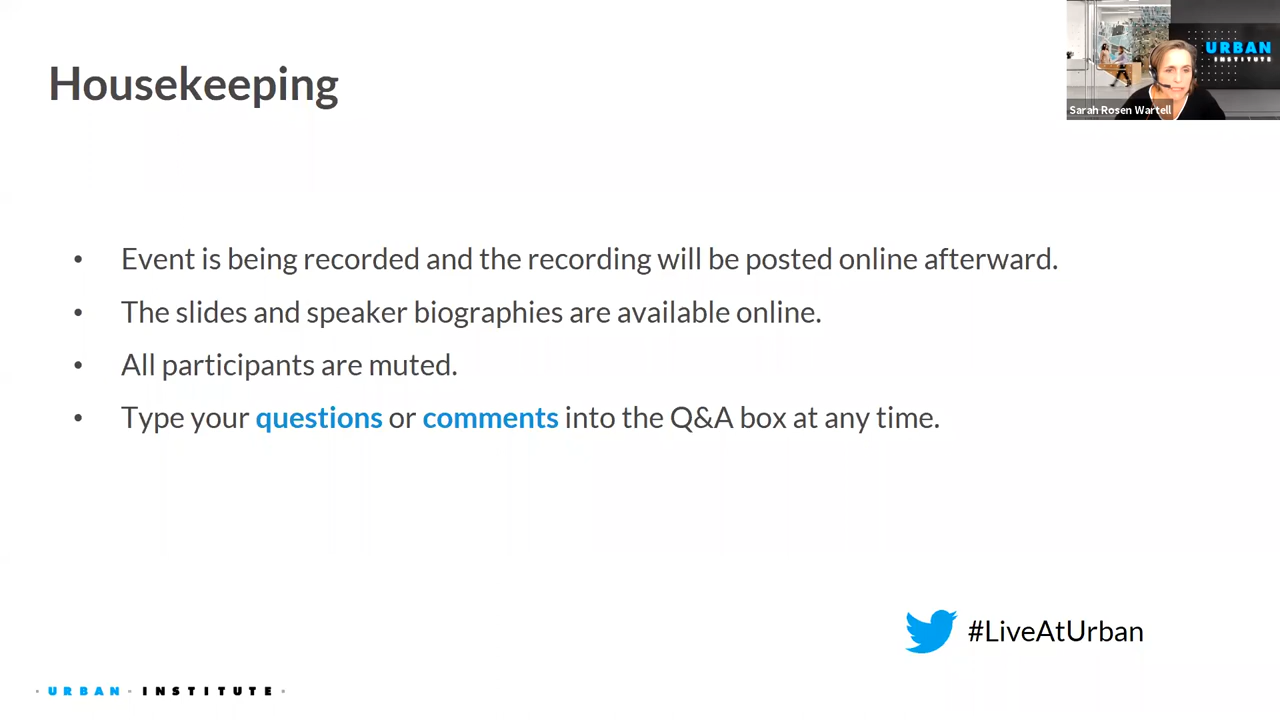 Housekeeping
URBAN
INSTITUTE
Sarah Rosen Wartell
• Event is being recorded and the recording will be posted online afterward.
• The slides and speaker biographies are available online.
• All participants are muted.
• Type your questions or comments into the Q&A box at any time.
#LiveAtUrban
· URBAN · INSTITUTE ·